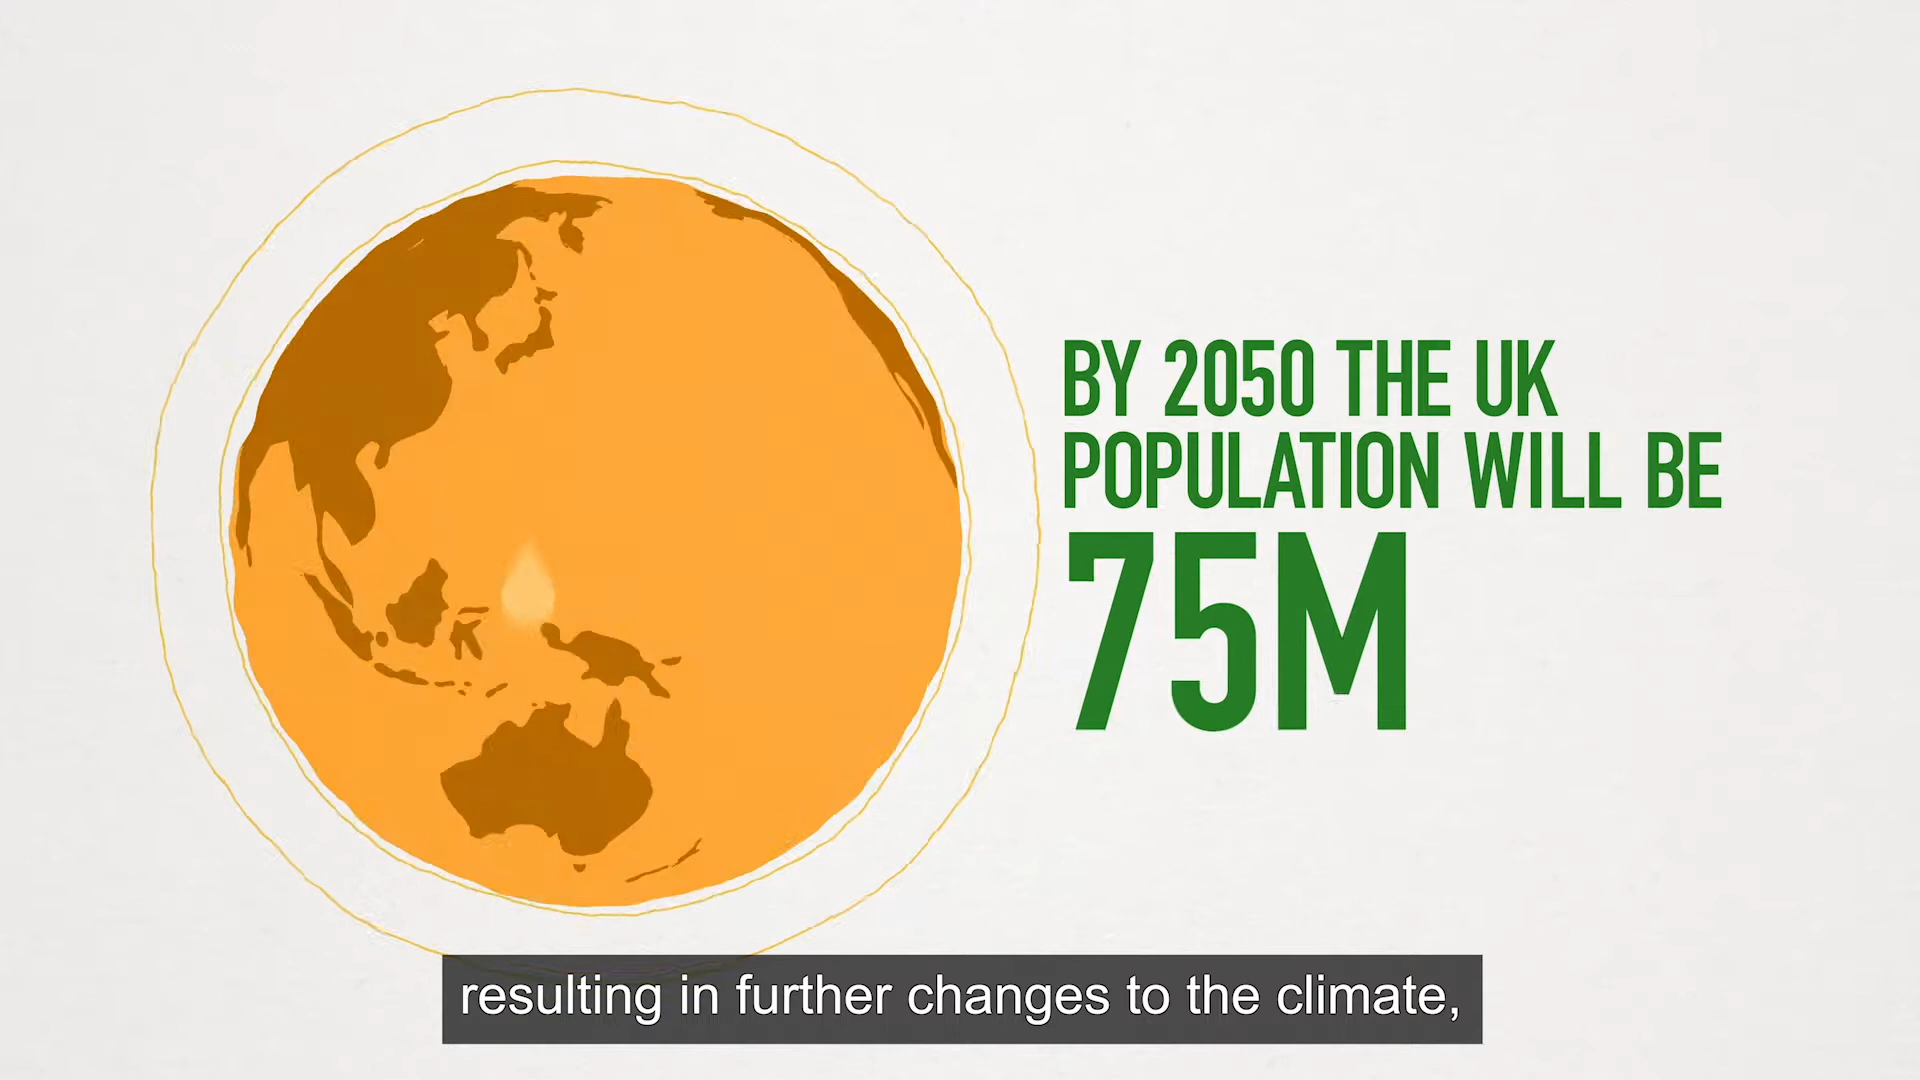 BY 2050 THE UK
POPULATION WILL BE
75M
resulting in further changes to the climate,